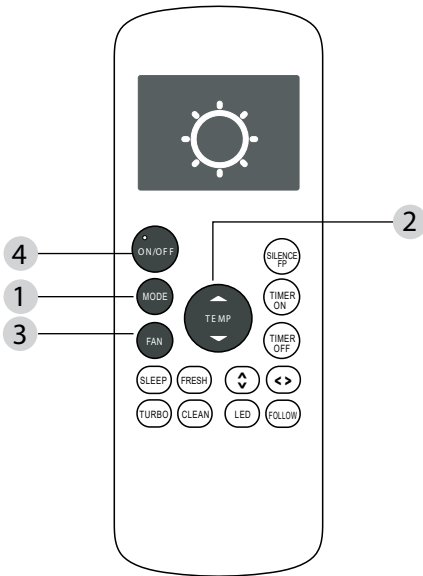 2
4
ON/OFF
SILENCE
FP
1
MODE
TEMP
TIMER
ON
3
FAN
TIMER
OFF
SLEEP FRESH
TURBO CLEAN LED FOLLOW